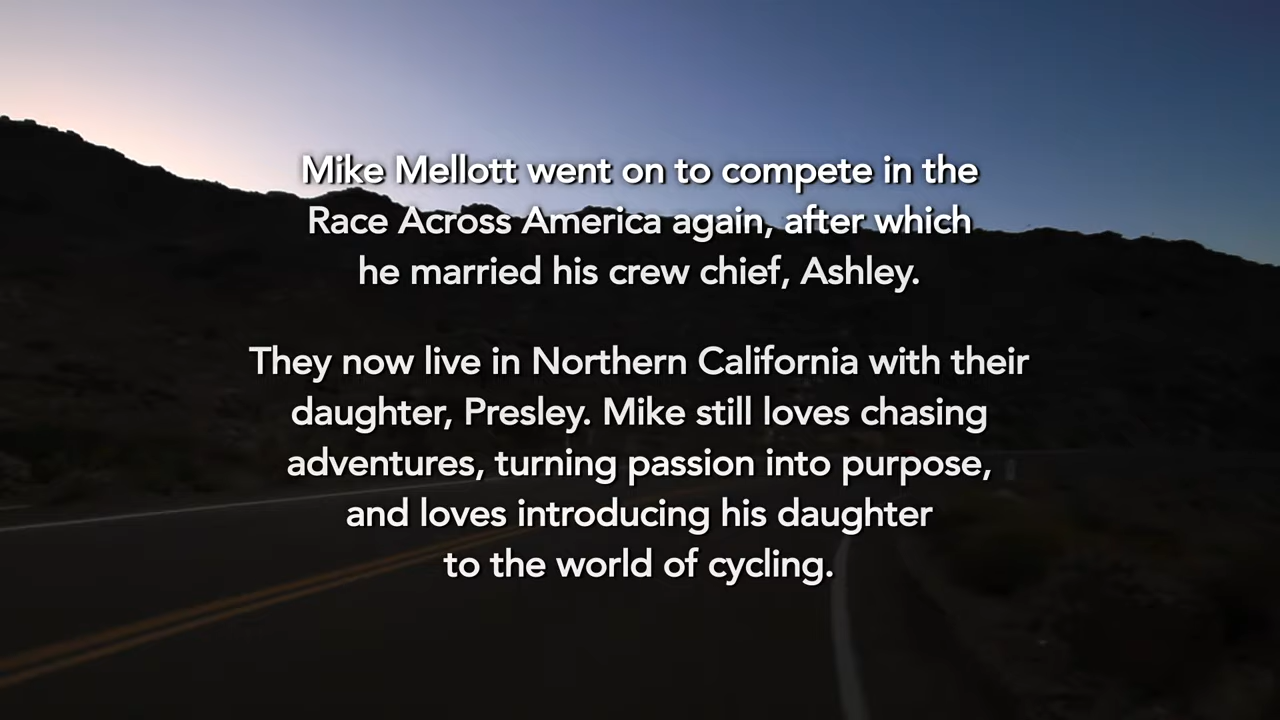 Mike Mellott went on to compete in the
Race Across America again, after which
he married his crew chief, Ashley.
They now live in Northern California with their
daughter, Presley. Mike still loves chasing
adventures, turning passion into purpose,
and loves introducing his daughter
to the world of cycling.